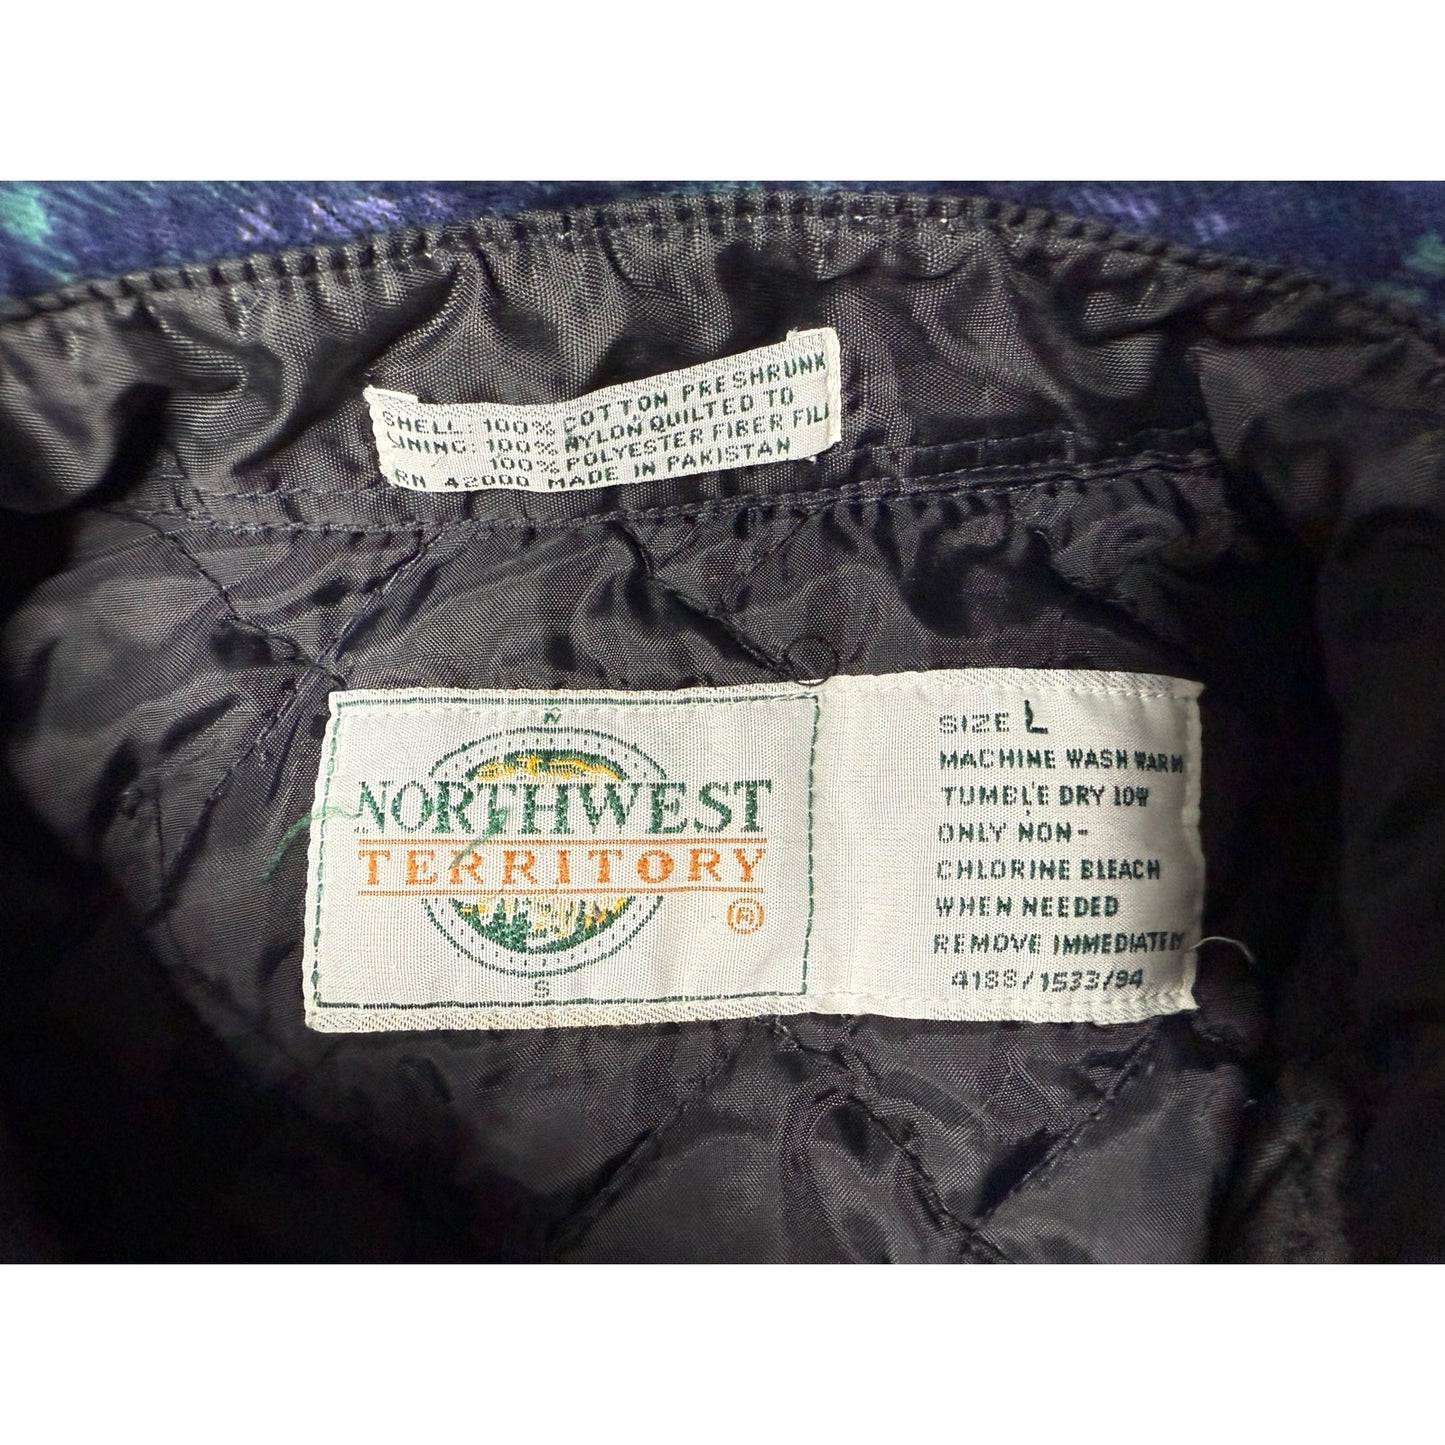 SHELL: 100% COTTON PRESHRUNK
LINING: 100% NYLON QUILTED TO
100% POLYESTER FIBER FILL
RN 42000 MADE IN PAKISTAN
N
NORTHWEST
TERRITORY
®
S
SIZE L
MACHINE WASH WARM
TUMBLE DRY LOW
ONLY NON-
CHLORINE BLEACH
WHEN NEEDED
REMOVE IMMEDIATELY
4188/1533/94